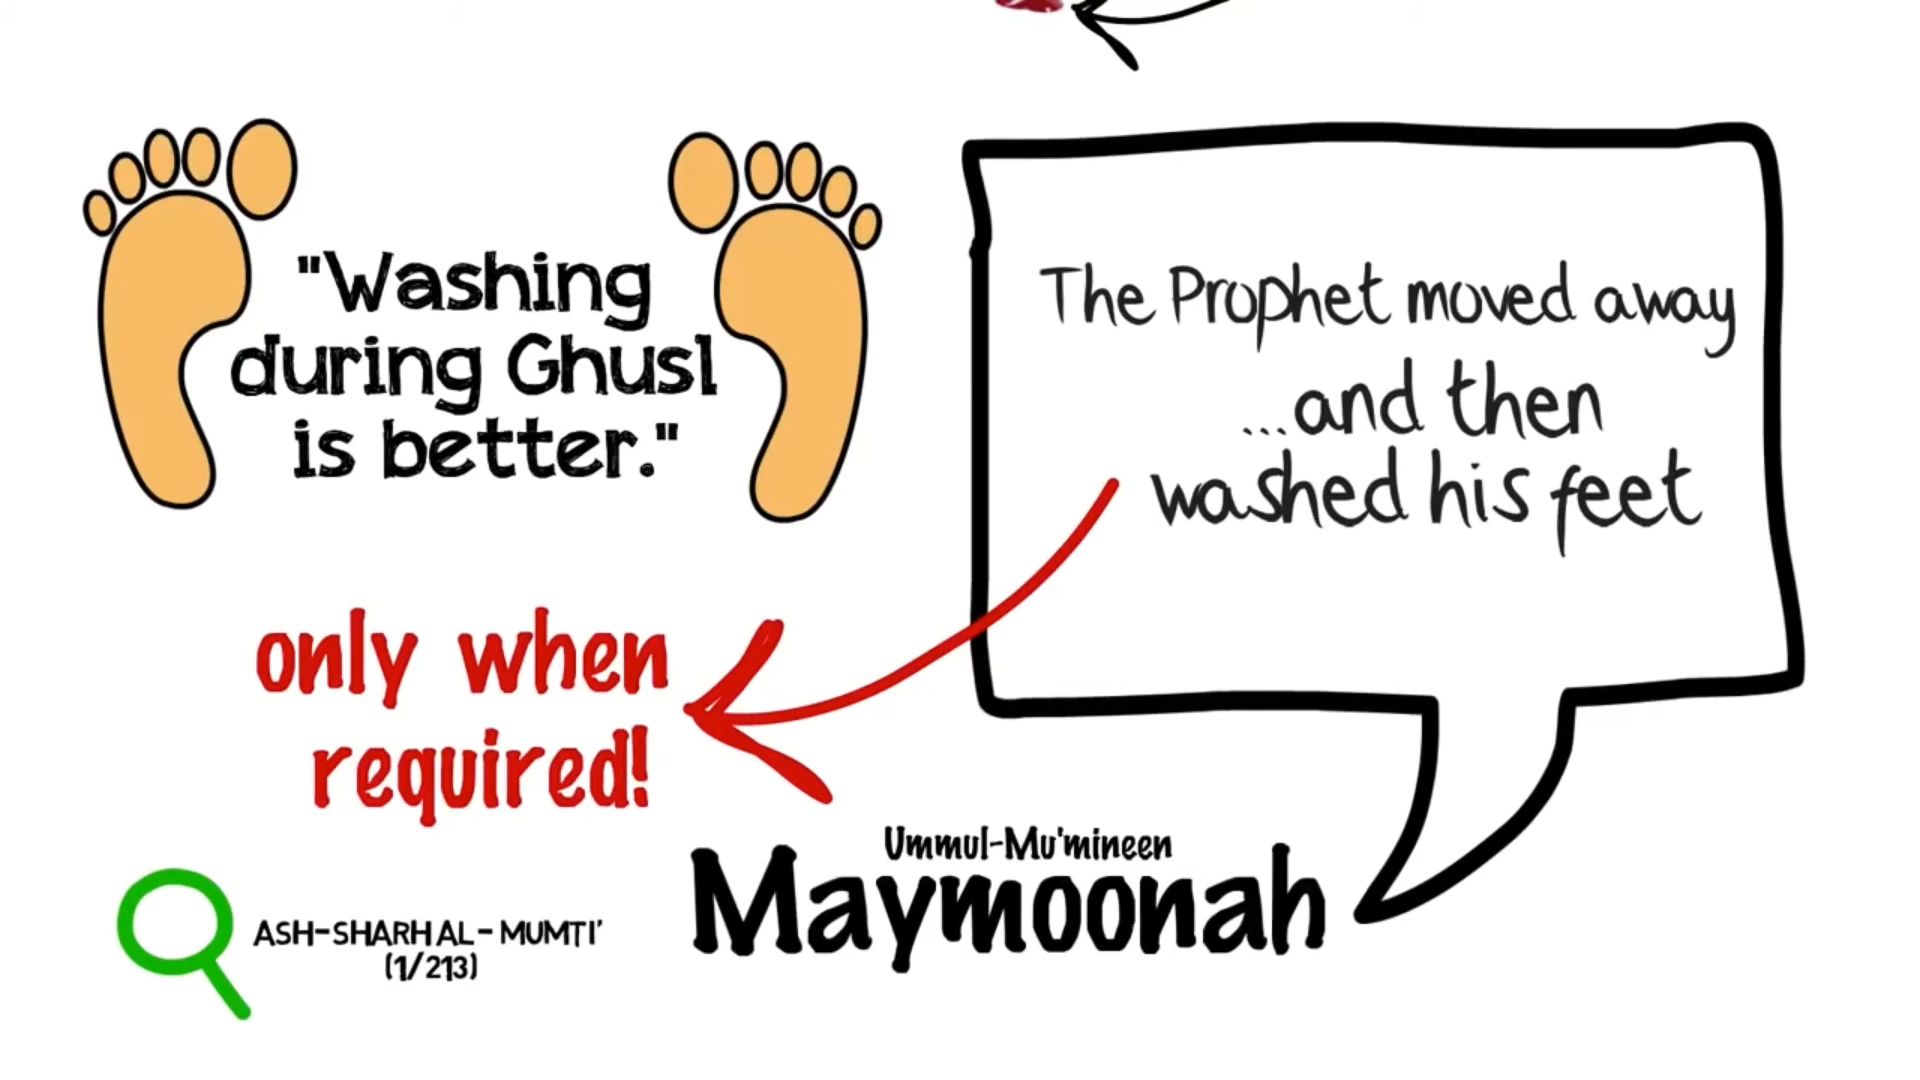 "Washing
during Ghusl
is better."
The Prophet moved away
...and then
washed his feet
only when
required!
Ummul-Mu'mineen
Maymoonah
ASH-SHARH AL-MUMTI'
(1/213)